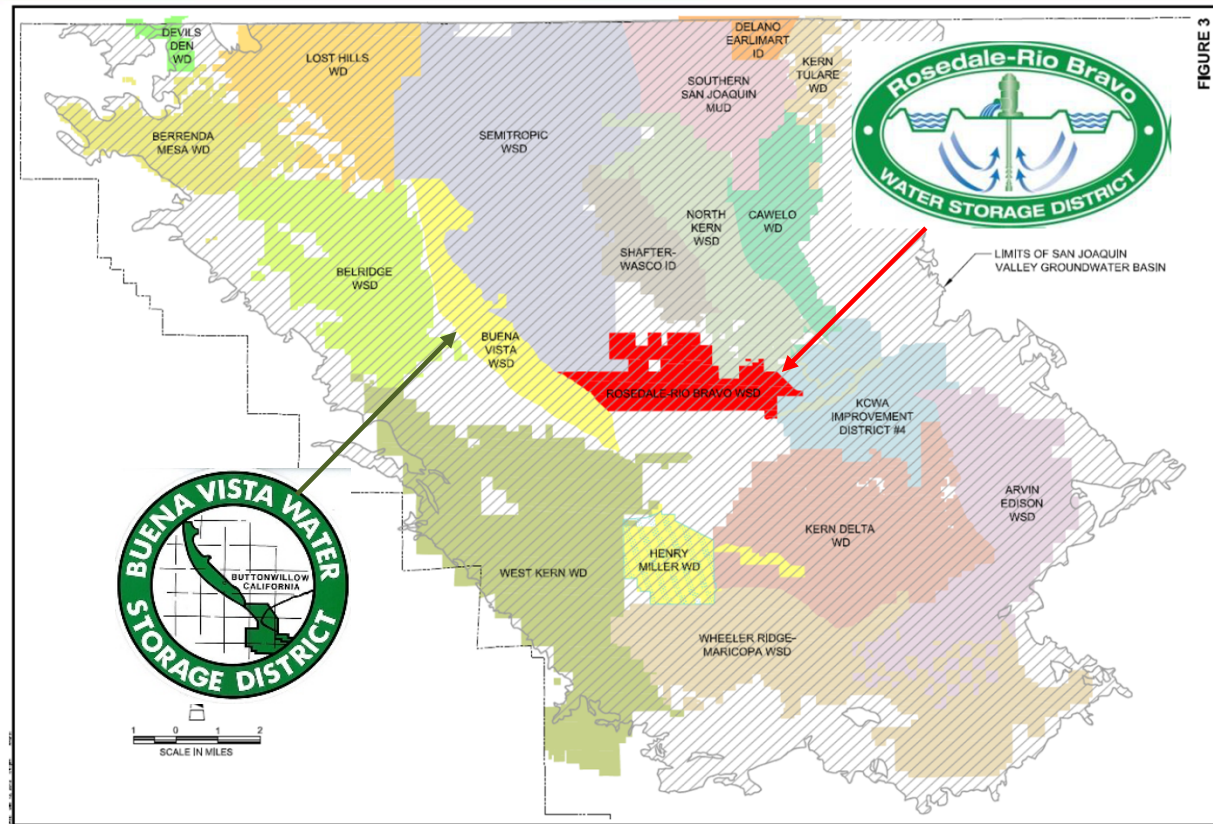 FIGURE 3
DEVILS
DEN
WD
LOST HILLS
WD
DELANO
EARLIMART
ID
KERN
TULARE
WD
SOUTHERN
SAN JOAQUIN
MUD
Rosedale-Rio Bravo
WATER STORAGE DISTRICT
BERRENDA
MESA WD
SEMITROPIC
WSD
NORTH
KERN
WSD
CAWELO
WD
SHAFTER-
WASCO ID
LIMITS OF SAN JOAQUIN
VALLEY GROUNDWATER BASIN
BELRIDGE
WSD
BUENA
VISTA
WSD
ROSEDALE-RIO BRAVO WSD
KCWA
IMPROVEMENT
DISTRICT #4
ARVIN
EDISON
WSD
KERN DELTA
WD
HENRY
MILLER WD
WEST KERN WD
WHEELER RIDGE-
MARICOPA WSD
BUENA VISTA WATER
BUTTONWILLOW
CALIFORNIA
STORAGE DISTRICT
1 0 1 2
SCALE IN MILES